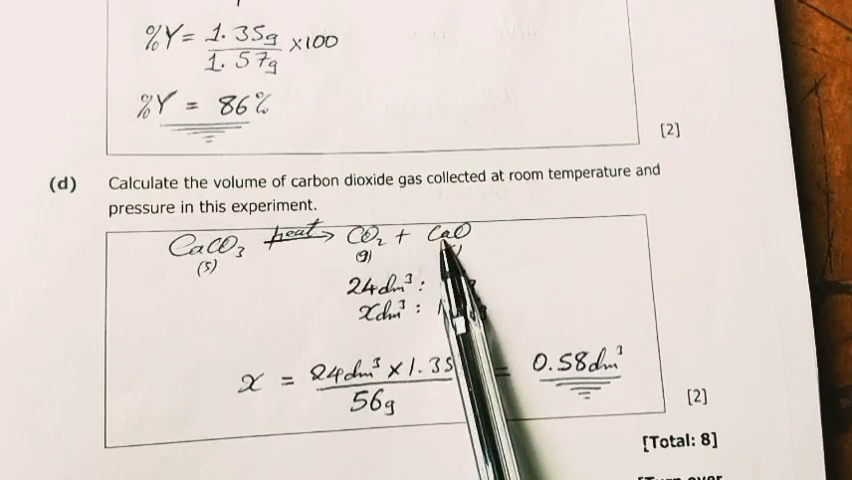 %Y = 1.35g
1.57g ×100
%Y = 86%
[2]
(d) Calculate the volume of carbon dioxide gas collected at room temperature and
pressure in this experiment.
CaCO₃ heat→ CO₂ + CaO
(s) (g)
24dm³ :
xdm³ :
x = 24dm³ × 1.35 = 0.58dm³
56g
[2]
[Total: 8]
[Turn over